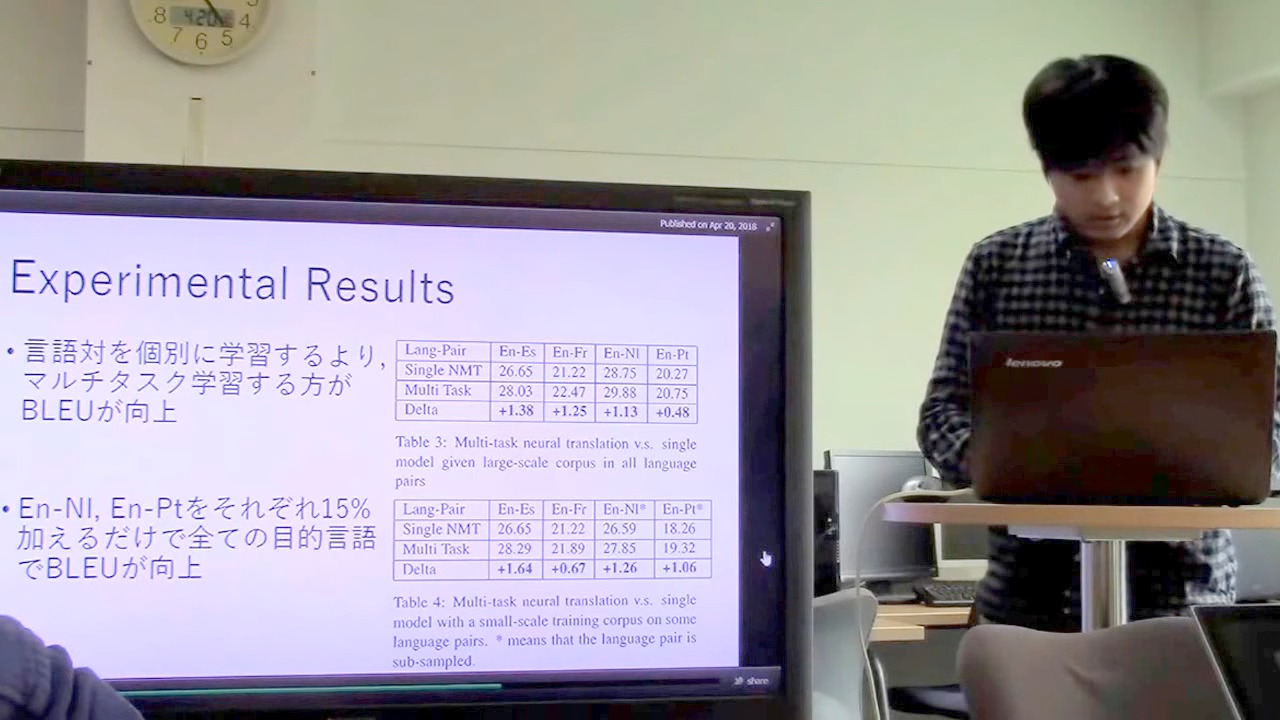 3
8 4:20 4
7 6 5
Published on Apr 20, 2016
Experimental Results
• 言語対を個別に学習するより,
マルチタスク学習する方が
BLEUが向上
Lang-Pair En-Es En-Fr En-Nl En-Pt
Single NMT 26.65 21.22 28.75 20.27
Multi Task 28.03 22.47 29.88 20.75
Delta +1.38 +1.25 +1.13 +0.48
Table 3: Multi-task neural translation v.s. single
model given large-scale corpus in all language
pairs
• En-Nl, En-Ptをそれぞれ15%
加えるだけで全ての目的言語
でBLEUが向上
Lang-Pair En-Es En-Fr En-Nl* En-Pt*
Single NMT 26.65 21.22 26.59 18.26
Multi Task 28.29 21.89 27.85 19.32
Delta +1.64 +0.67 +1.26 +1.06
Table 4: Multi-task neural translation v.s. single
model with a small-scale training corpus on some
language pairs. * means that the language pair is
sub-sampled.
share
lenovo